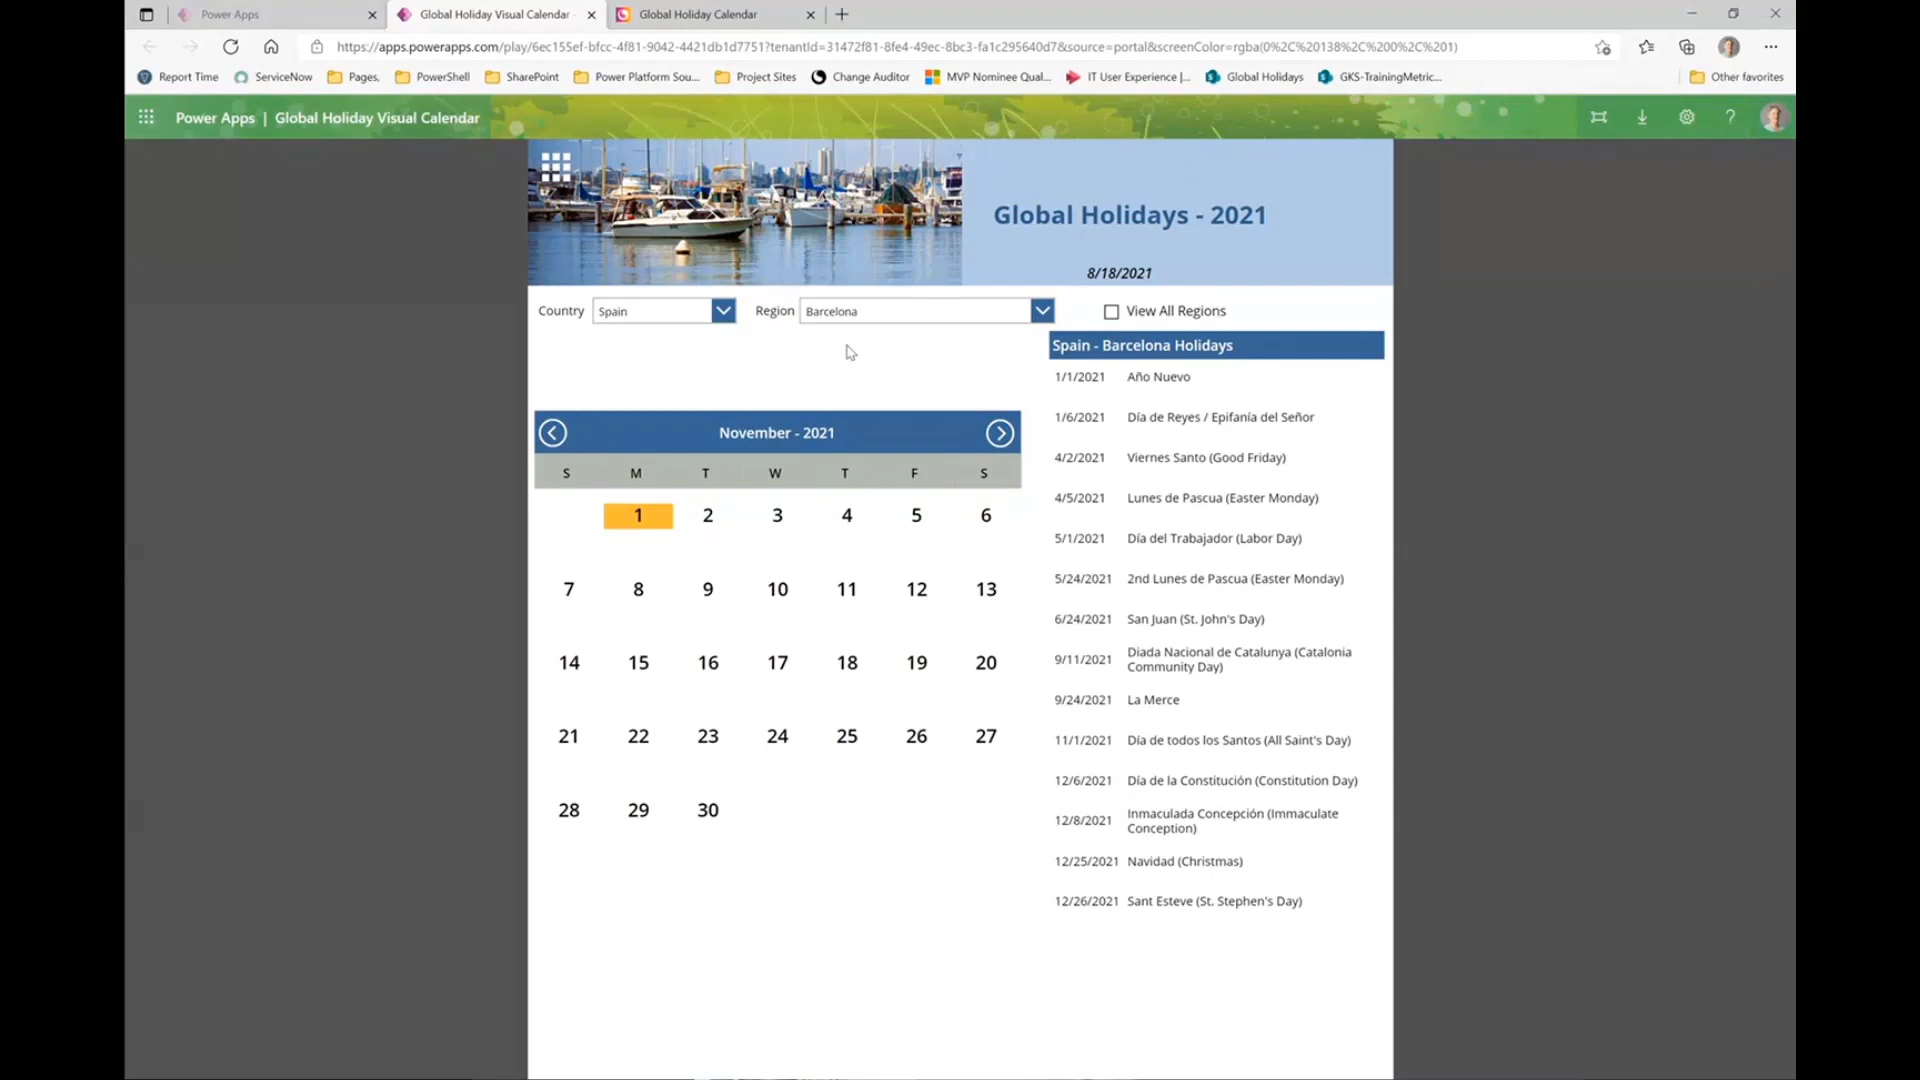 Power Apps
Global Holiday Visual Calendar
Global Holiday Calendar
https://apps.powerapps.com/play/6ec155ef-bfcc-4f81-9042-4421db1d7751?tenantId=31472f81-8fe4-49ec-8bc3-fa1c295640d7&source=portal&screenColor=rgba(0%2C%20138%2C%200%2C%201)
Report Time ServiceNow Pages, PowerShell SharePoint Power Platform Sou... Project Sites Change Auditor MVP Nominee Qual... IT User Experience |... Global Holidays GKS-TrainingMetric... Other favorites
Power Apps | Global Holiday Visual Calendar
?
Global Holidays - 2021
8/18/2021
Country Spain Region Barcelona View All Regions
November - 2021
S M T W T F S
1 2 3 4 5 6
7 8 9 10 11 12 13
14 15 16 17 18 19 20
21 22 23 24 25 26 27
28 29 30
Spain - Barcelona Holidays
1/1/2021 Año Nuevo
1/6/2021 Día de Reyes / Epifanía del Señor
4/2/2021 Viernes Santo (Good Friday)
4/5/2021 Lunes de Pascua (Easter Monday)
5/1/2021 Día del Trabajador (Labor Day)
5/24/2021 2nd Lunes de Pascua (Easter Monday)
6/24/2021 San Juan (St. John's Day)
9/11/2021 Diada Nacional de Catalunya (Catalonia
Community Day)
9/24/2021 La Merce
11/1/2021 Día de todos los Santos (All Saint's Day)
12/6/2021 Día de la Constitución (Constitution Day)
12/8/2021 Inmaculada Concepción (Immaculate
Conception)
12/25/2021 Navidad (Christmas)
12/26/2021 Sant Esteve (St. Stephen's Day)